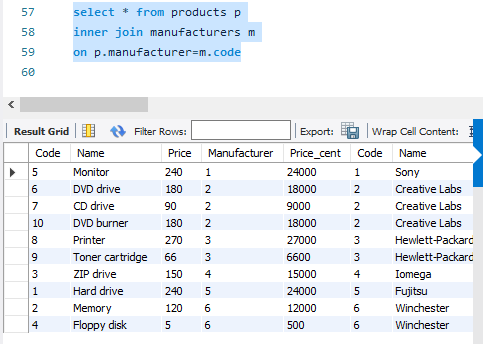 57 select * from products p
58 inner join manufacturers m
59 on p.manufacturer=m.code
60
Result Grid Filter Rows: Export: Wrap Cell Content:
Code Name Price Manufacturer Price_cent Code Name
5 Monitor 240 1 24000 1 Sony
6 DVD drive 180 2 18000 2 Creative Labs
7 CD drive 90 2 9000 2 Creative Labs
10 DVD burner 180 2 18000 2 Creative Labs
8 Printer 270 3 27000 3 Hewlett-Packard
9 Toner cartridge 66 3 6600 3 Hewlett-Packard
3 ZIP drive 150 4 15000 4 Iomega
1 Hard drive 240 5 24000 5 Fujitsu
2 Memory 120 6 12000 6 Winchester
4 Floppy disk 5 6 500 6 Winchester